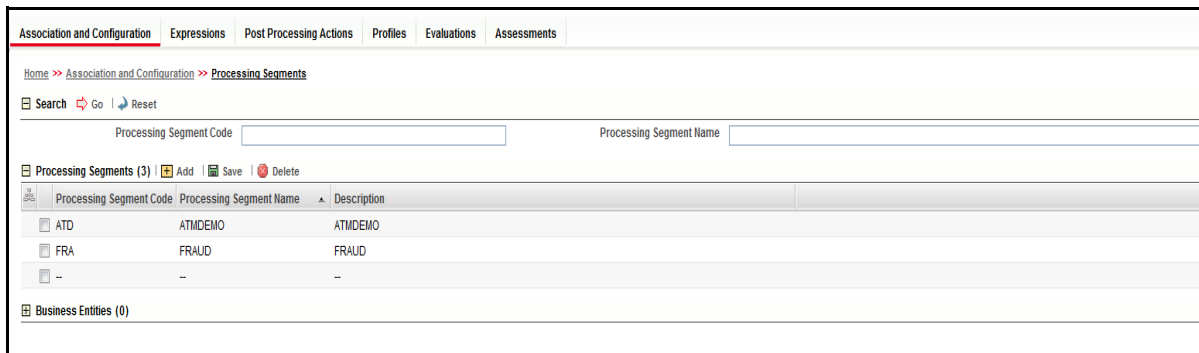 Association and Configuration Expressions Post Processing Actions Profiles Evaluations Assessments
Home >> Association and Configuration >> Processing Segments
Search Go | Reset
Processing Segment Code Processing Segment Name
Processing Segments (3) | Add | Save | Delete
Processing Segment Code Processing Segment Name Description
ATD ATMDEMO ATMDEMO
FRA FRAUD FRAUD
-- -- --
Business Entities (0)